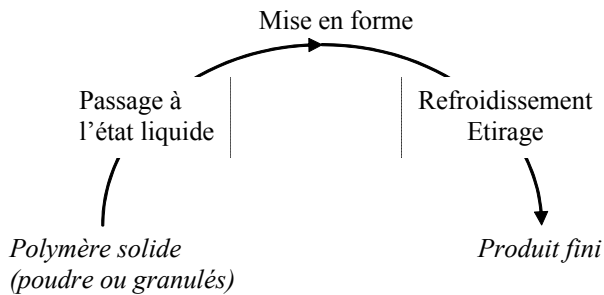 Mise en forme
Passage à
l'état liquide
Refroidissement
Etirage
Polymère solide
(poudre ou granulés)
Produit fini